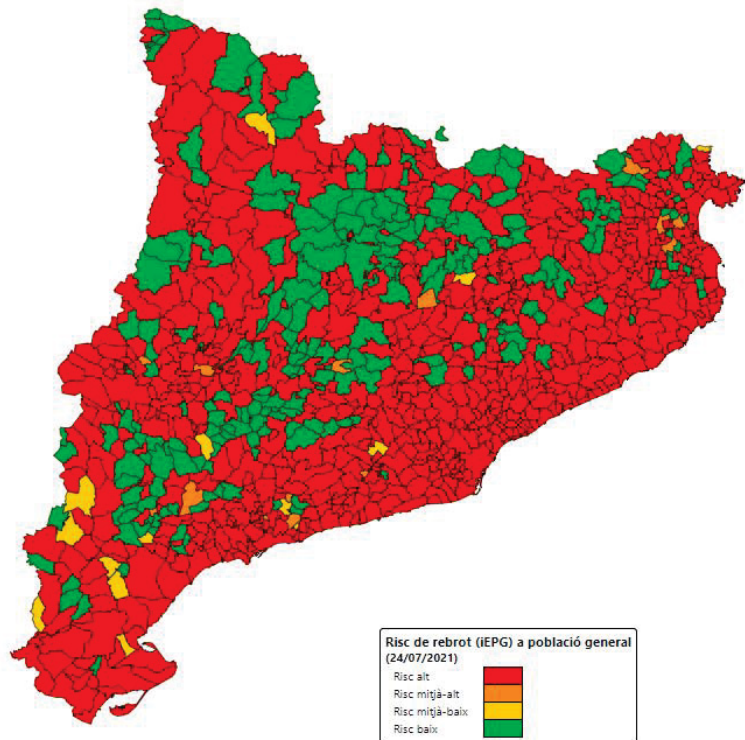 Risc de rebrot (iEPG) a població general
(24/07/2021)
Risc alt
Risc mitjà-alt
Risc mitjà-baix
Risc baix